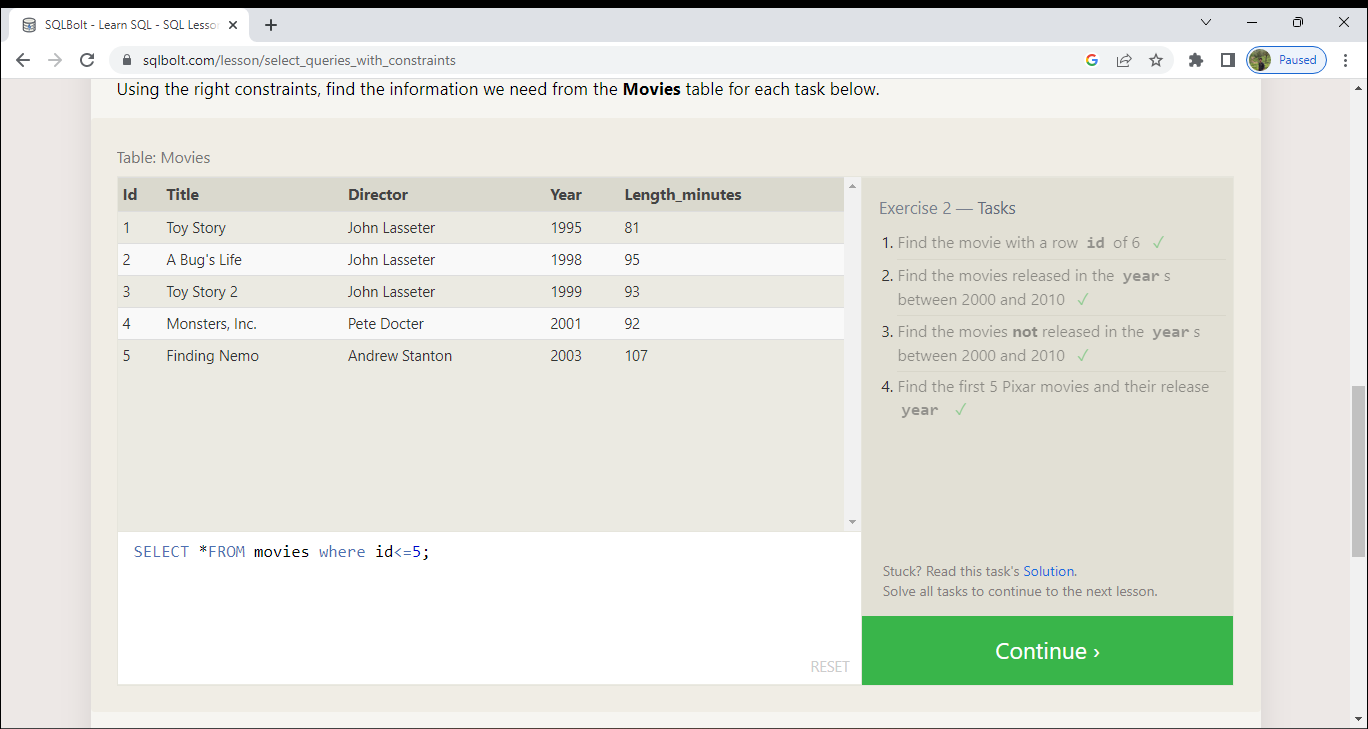 SQLBolt - Learn SQL - SQL Lesso
sqlbolt.com/lesson/select_queries_with_constraints
Paused
Using the right constraints, find the information we need from the Movies table for each task below.
Table: Movies
Id Title Director Year Length_minutes
1 Toy Story John Lasseter 1995 81
2 A Bug's Life John Lasseter 1998 95
3 Toy Story 2 John Lasseter 1999 93
4 Monsters, Inc. Pete Docter 2001 92
5 Finding Nemo Andrew Stanton 2003 107
SELECT *FROM movies where id<=5;
RESET
Exercise 2 — Tasks
1. Find the movie with a row id of 6 ✓
2. Find the movies released in the year s
between 2000 and 2010 ✓
3. Find the movies not released in the year s
between 2000 and 2010 ✓
4. Find the first 5 Pixar movies and their release
year ✓
Stuck? Read this task's Solution.
Solve all tasks to continue to the next lesson.
Continue ›